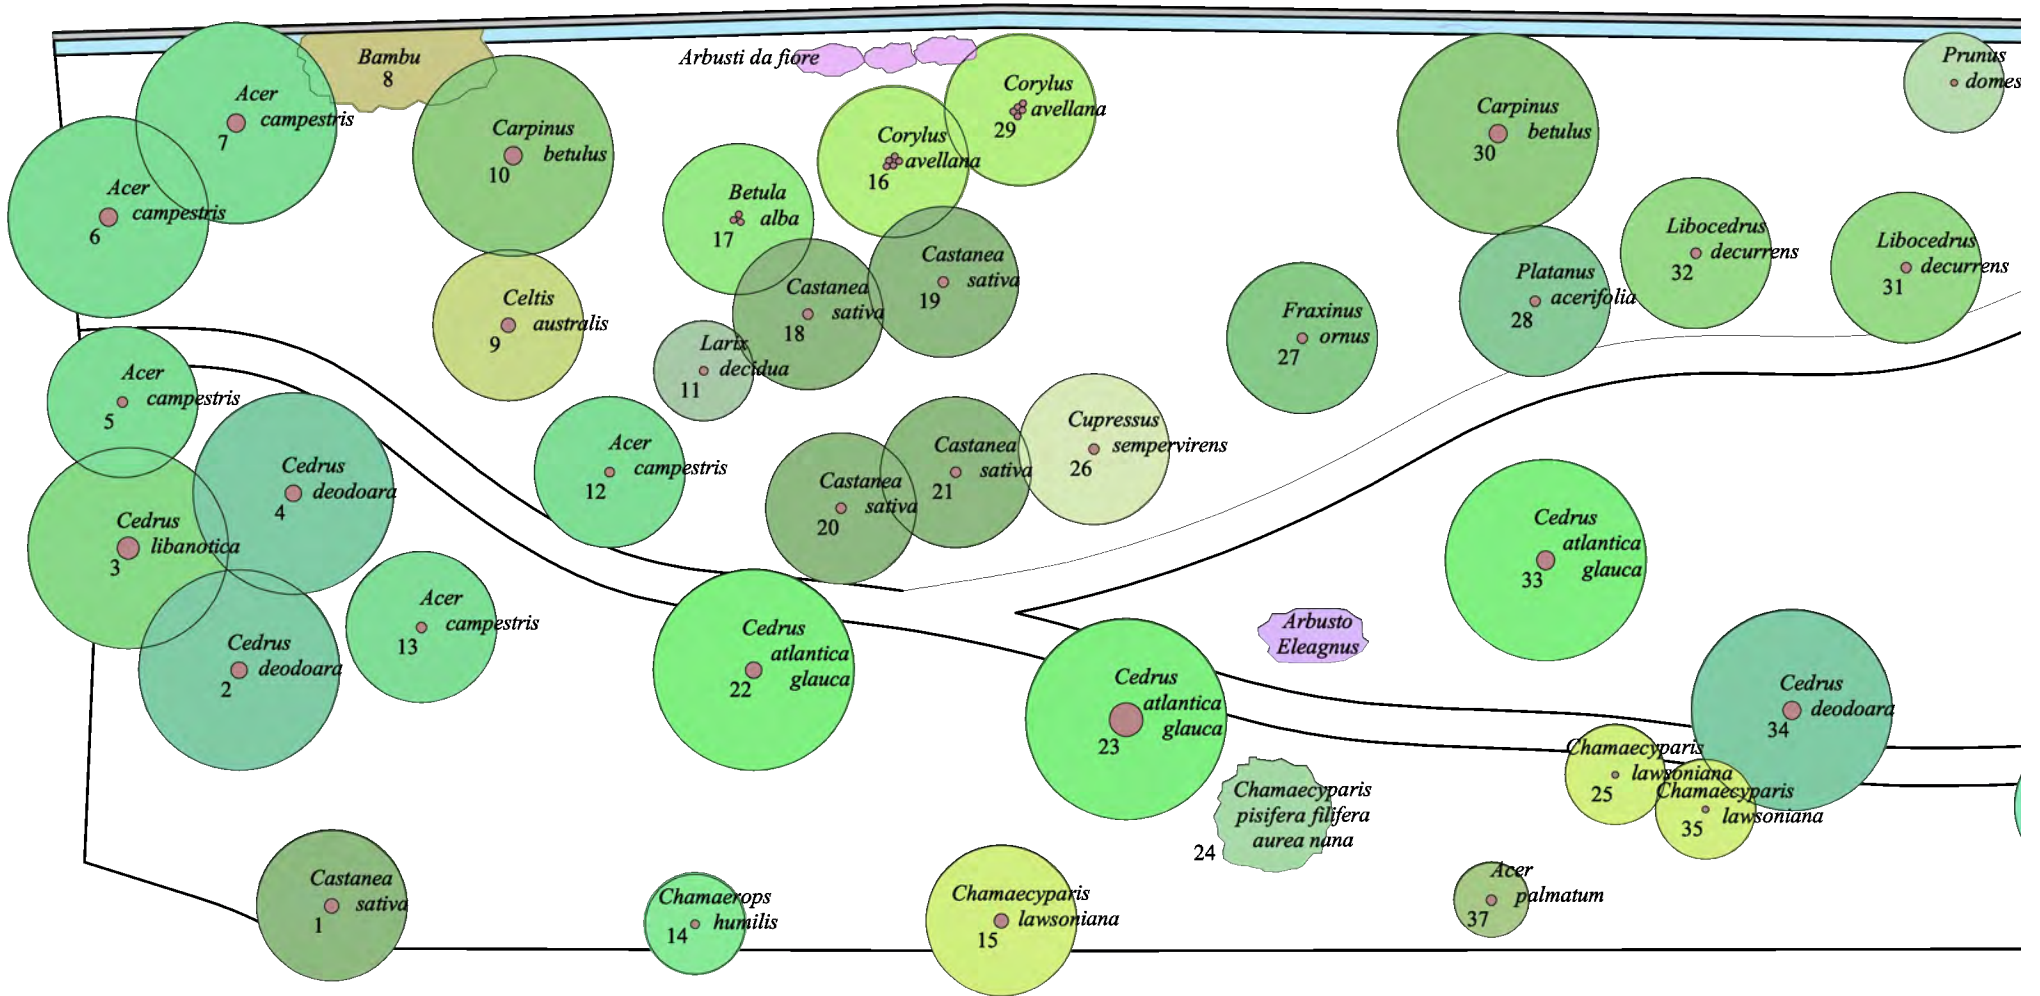 Bambu
8
Arbusti da fiore
Prunus
domes
Acer
campestris
7
Corylus
avellana
29
Carpinus
betulus
30
Carpinus
betulus
10
Corylus
avellana
16
Acer
campestris
6
Betula
alba
17
Castanea
sativa
19
Libocedrus
decurrens
32
Libocedrus
decurrens
31
Platanus
acerifolia
28
Celtis
australis
9
Castanea
sativa
18
Fraxinus
ornus
27
Larix
decidua
11
Acer
campestris
5
Cupressus
sempervirens
26
Acer
campestris
12
Castanea
sativa
21
Castanea
sativa
20
Cedrus
deodoara
4
Cedrus
libanotica
3
Cedrus
atlantica
glauca
33
Acer
campestris
13
Arbusto
Eleagnus
Cedrus
deodoara
2
Cedrus
atlantica
glauca
22
Cedrus
atlantica
glauca
23
Cedrus
deodoara
34
Chamaecyparis
lawsoniana
25
Chamaecyparis
lawsoniana
35
Chamaecyparis
pisifera filifera
aurea nana
24
Castanea
sativa
1
Chamaerops
humilis
14
Chamaecyparis
lawsoniana
15
Acer
palmatum
37